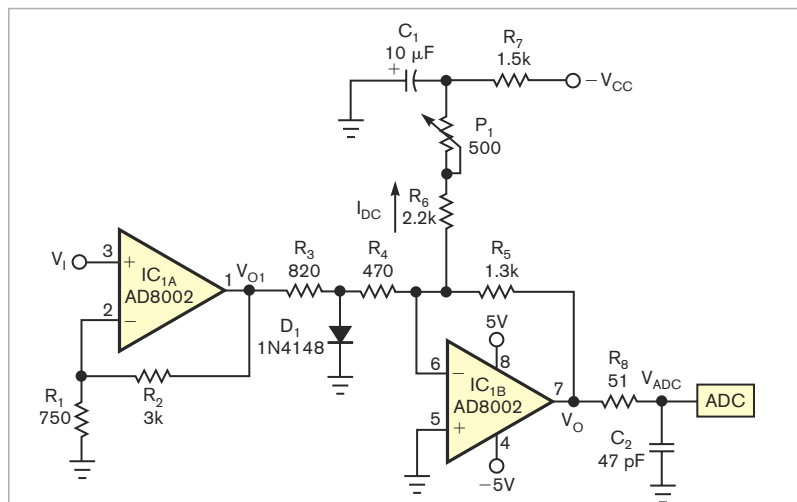 C1
10 µF
R7
1.5k
−VCC
P1
500
IDC
R6
2.2k
VI
3
+
IC1A
AD8002
1
VO1
2
−
R1
750
R2
3k
R3
820
R4
470
D1
1N4148
R5
1.3k
5V
8
6
−
IC1B
AD8002
7
5
+
4
−5V
VO
R8
51
VADC
ADC
C2
47 pF
+